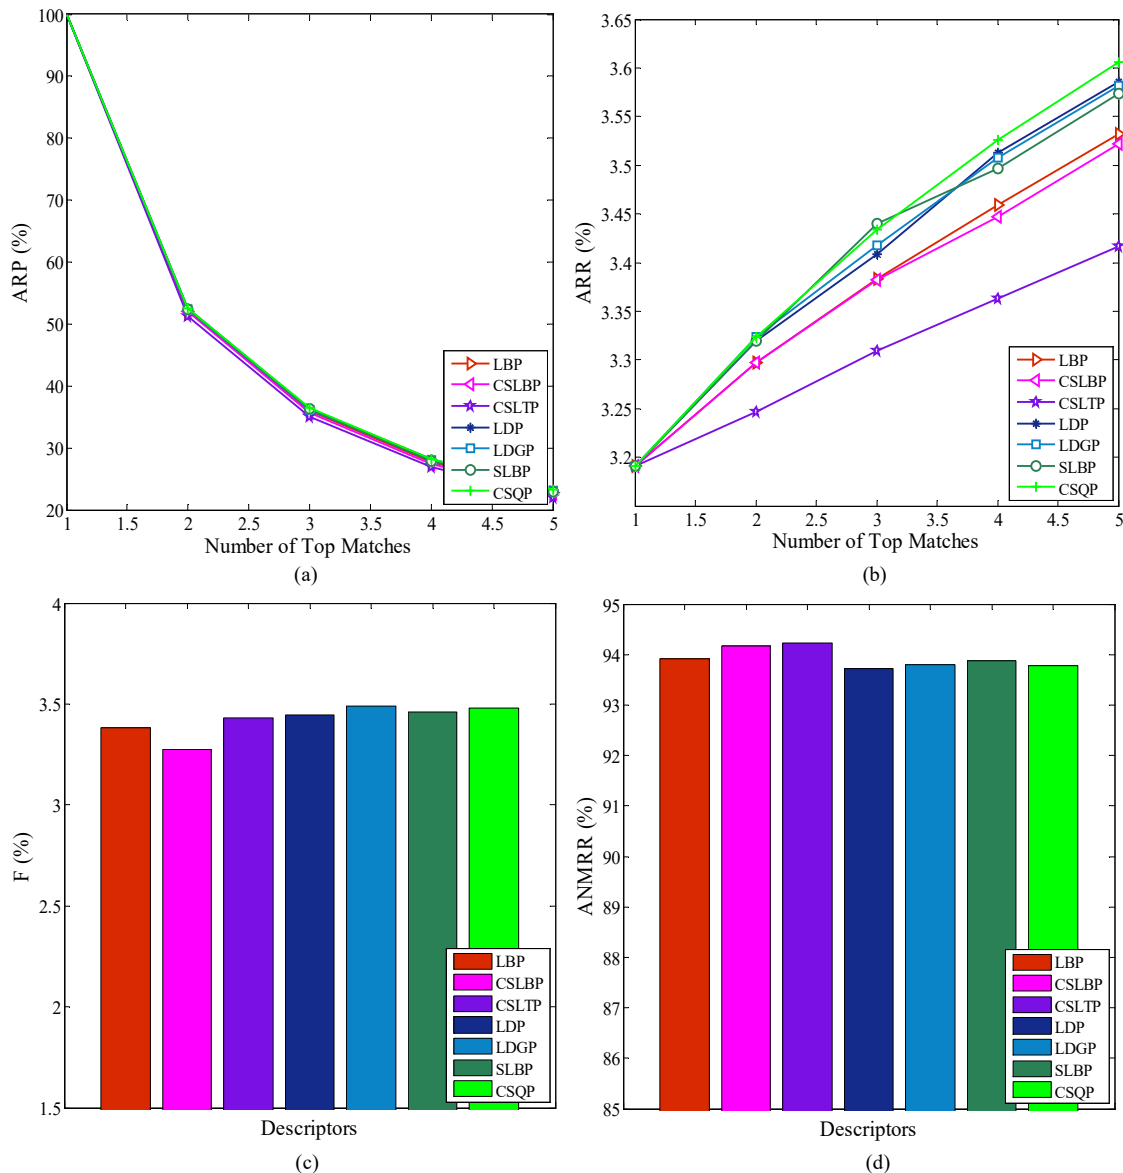 100
90
80
70
60
50
40
30
20
1
1.5
2
2.5
3
3.5
4
4.5
5
ARP (%)
Number of Top Matches
LBP
CSLBP
CSLTP
LDP
LDGP
SLBP
CSQP
(a)
3.65
3.6
3.55
3.5
3.45
3.4
3.35
3.3
3.25
3.2
1
1.5
2
2.5
3
3.5
4
4.5
5
ARR (%)
Number of Top Matches
LBP
CSLBP
CSLTP
LDP
LDGP
SLBP
CSQP
(b)
4
3.5
3
2.5
2
1.5
F (%)
LBP
CSLBP
CSLTP
LDP
LDGP
SLBP
CSQP
Descriptors
(c)
95
94
93
92
91
90
89
88
87
86
85
ANMRR (%)
LBP
CSLBP
CSLTP
LDP
LDGP
SLBP
CSQP
Descriptors
(d)